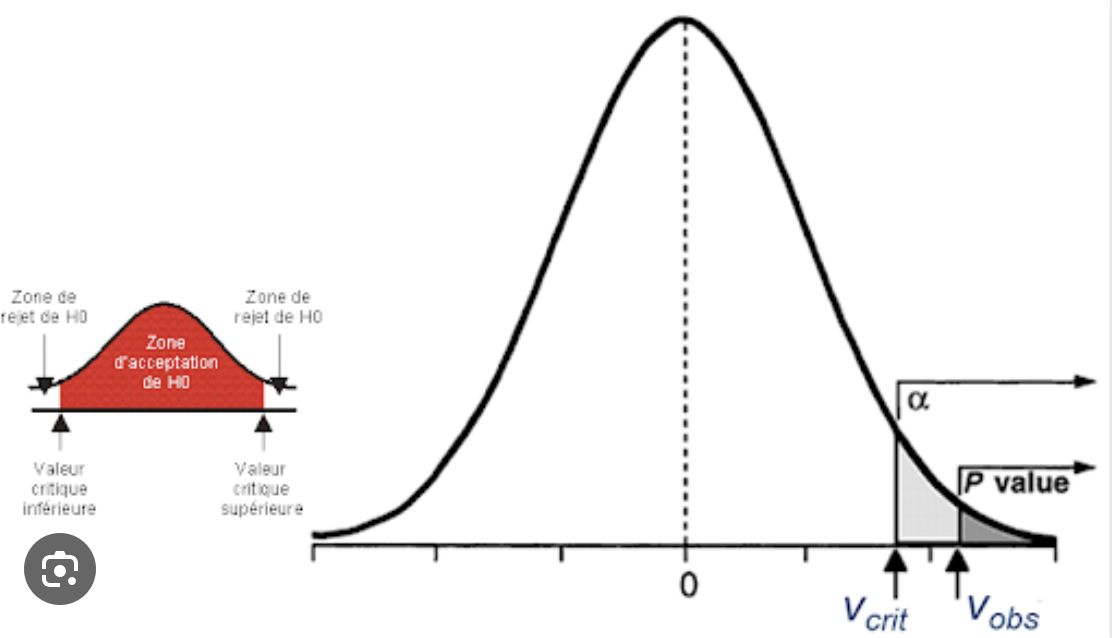 Zone de
rejet de H0
Zone de
rejet de H0
Zone
d'acceptation
de H0
Valeur
critique
inférieure
Valeur
critique
supérieure
α
P value
0
Vcrit
Vobs